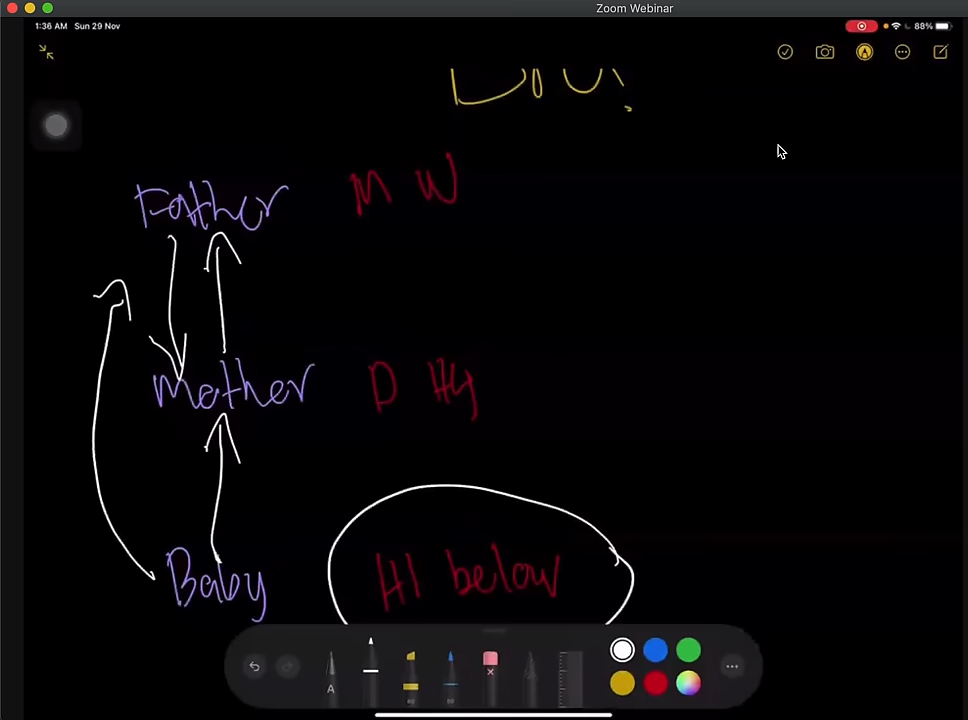 Zoom Webinar
1:36 AM Sun 29 Nov
88%
Father M W
Mother D H4
Baby H1 below
A